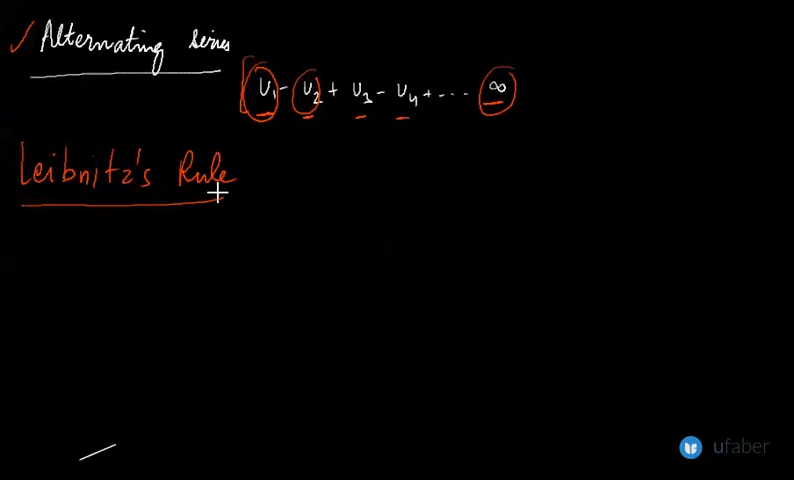 Alternating series
U1 - U2 + U3 - U4 + ... ∞
Leibnitz's Rule
ufaber